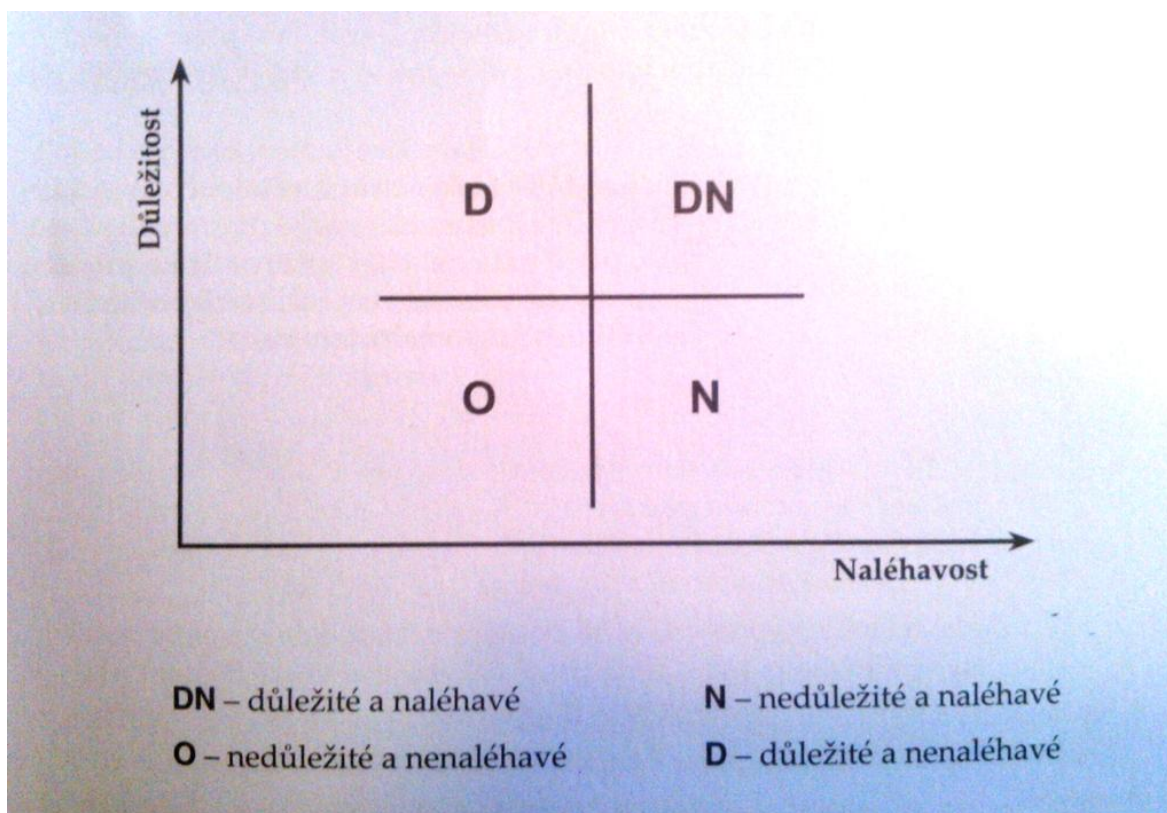 Důležitost
D
DN
O
N
Naléhavost
DN – důležité a naléhavé
N – nedůležité a naléhavé
O – nedůležité a nenaléhavé
D – důležité a nenaléhavé